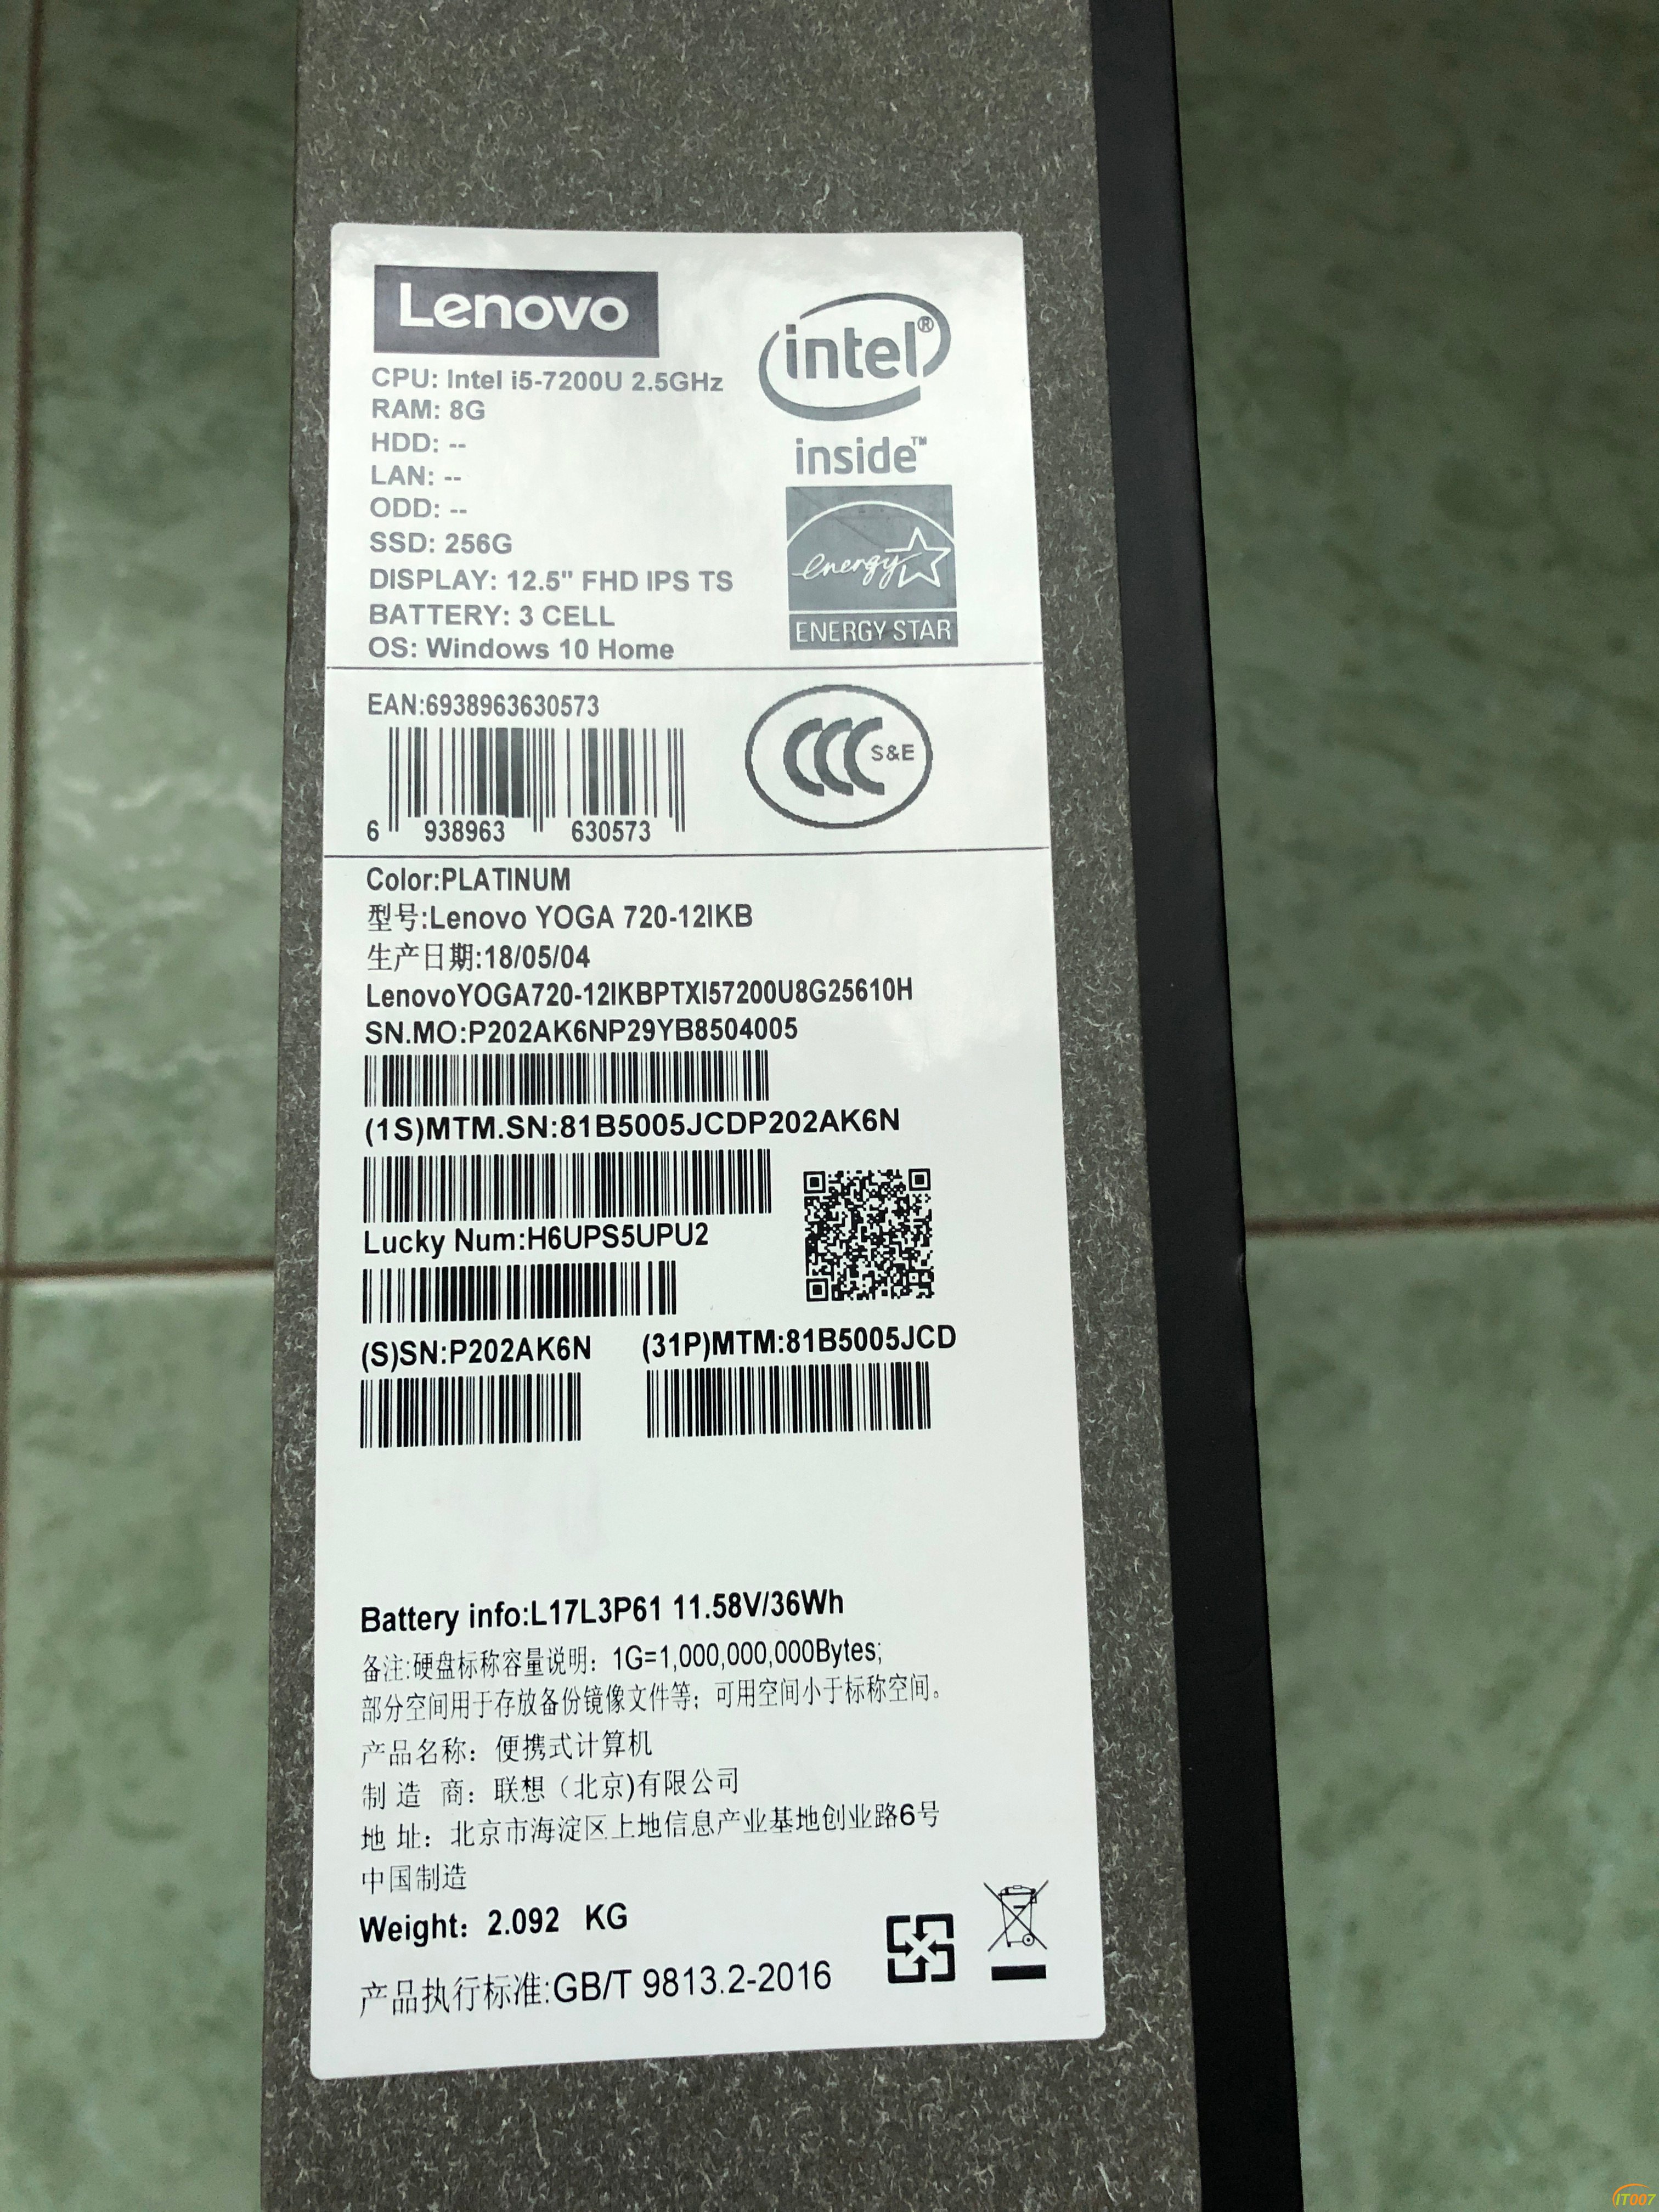 Lenovo
CPU: Intel i5-7200U 2.5GHz
RAM: 8G
HDD: --
LAN: --
ODD: --
SSD: 256G
DISPLAY: 12.5" FHD IPS TS
BATTERY: 3 CELL
OS: Windows 10 Home
intel®
inside™
energy
ENERGY STAR
EAN:6938963630573
6 938963 630573
CCC S&E
Color:PLATINUM
型号:Lenovo YOGA 720-12IKB
生产日期:18/05/04
LenovoYOGA720-12IKBPTXI57200U8G25610H
SN.MO:P202AK6NP29YB8504005
(1S)MTM.SN:81B5005JCDP202AK6N
Lucky Num:H6UPS5UPU2
(S)SN:P202AK6N (31P)MTM:81B5005JCD
Battery info:L17L3P61 11.58V/36Wh
备注:硬盘标称容量说明：1G=1,000,000,000Bytes;
部分空间用于存放备份镜像文件等；可用空间小于标称空间。
产品名称：便携式计算机
制 造 商：联想（北京)有限公司
地 址：北京市海淀区上地信息产业基地创业路6号
中国制造
Weight: 2.092 KG
产品执行标准:GB/T 9813.2-2016
IT007